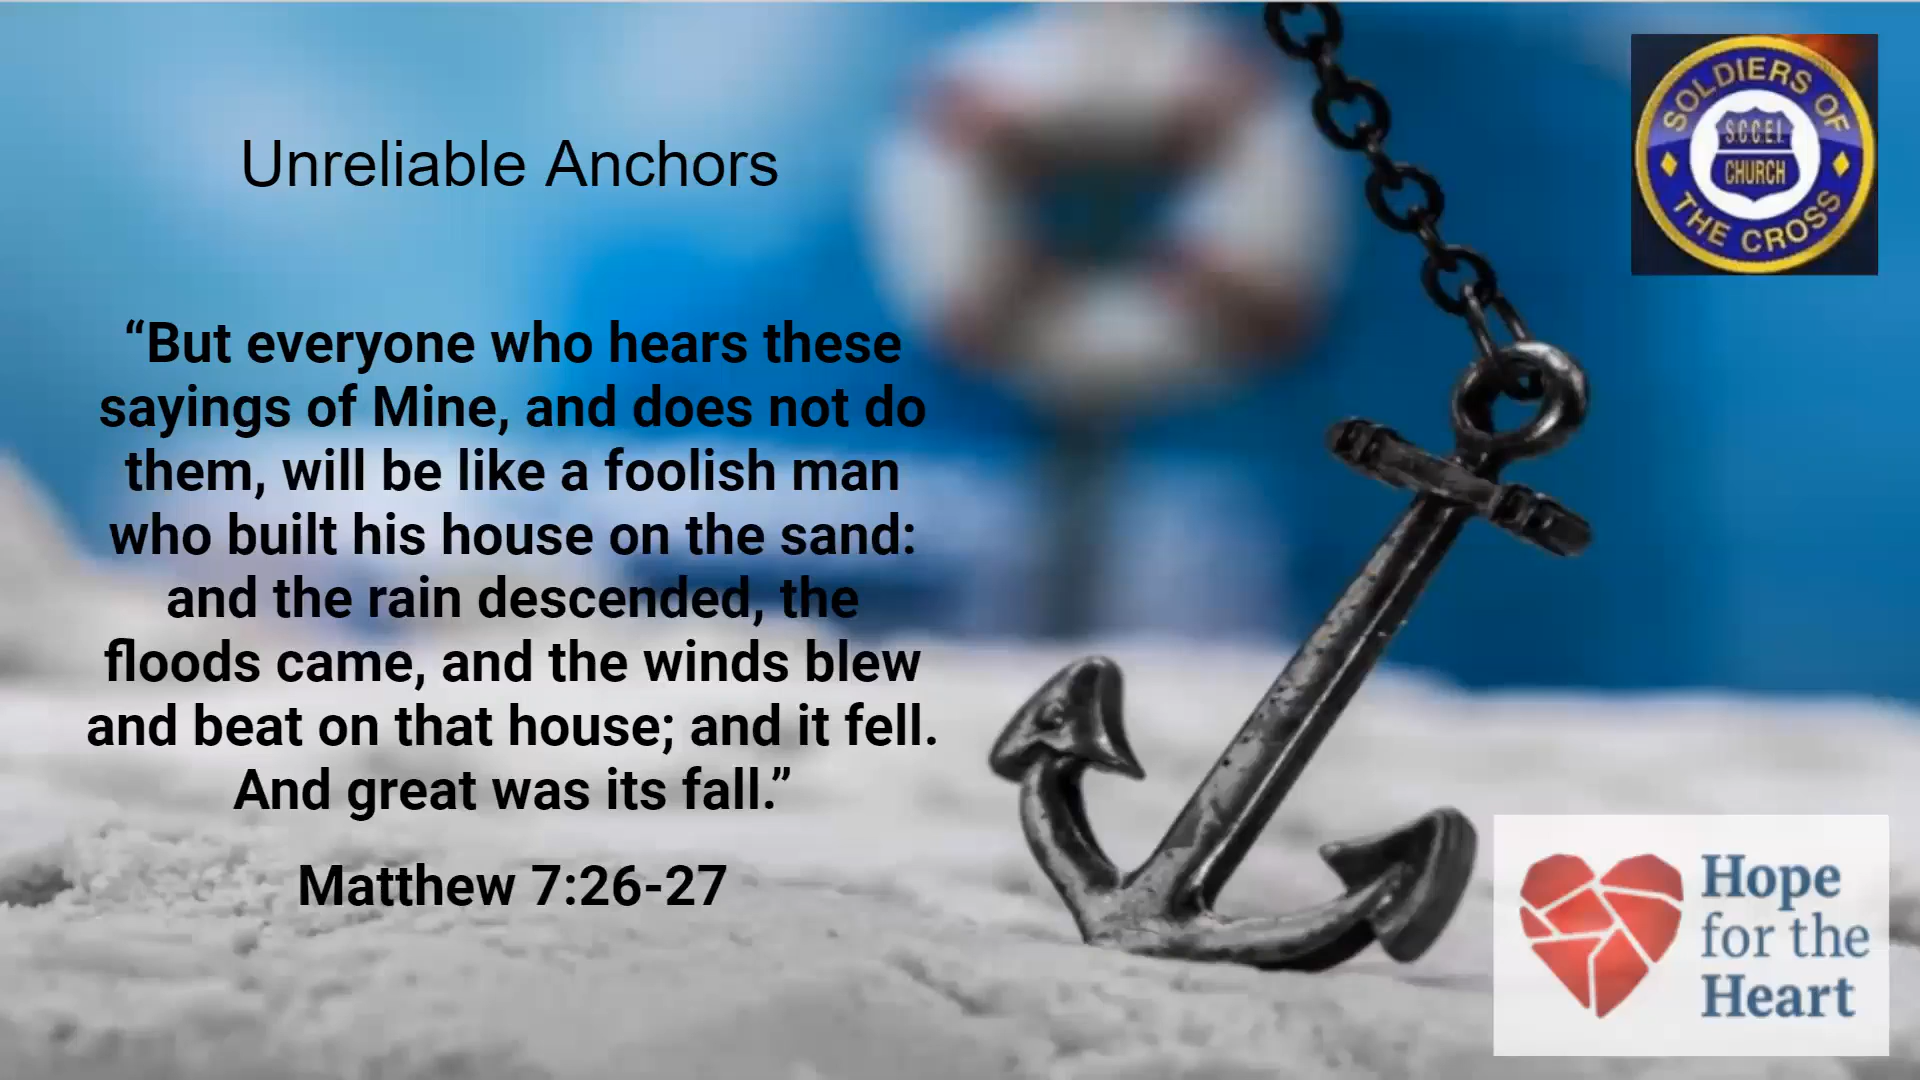 Unreliable Anchors
“But everyone who hears these
sayings of Mine, and does not do
them, will be like a foolish man
who built his house on the sand:
and the rain descended, the
floods came, and the winds blew
and beat on that house; and it fell.
And great was its fall.”
Matthew 7:26-27
SOLDIERS OF
S.C.C.E.I.
CHURCH
THE CROSS
Hope
for the
Heart